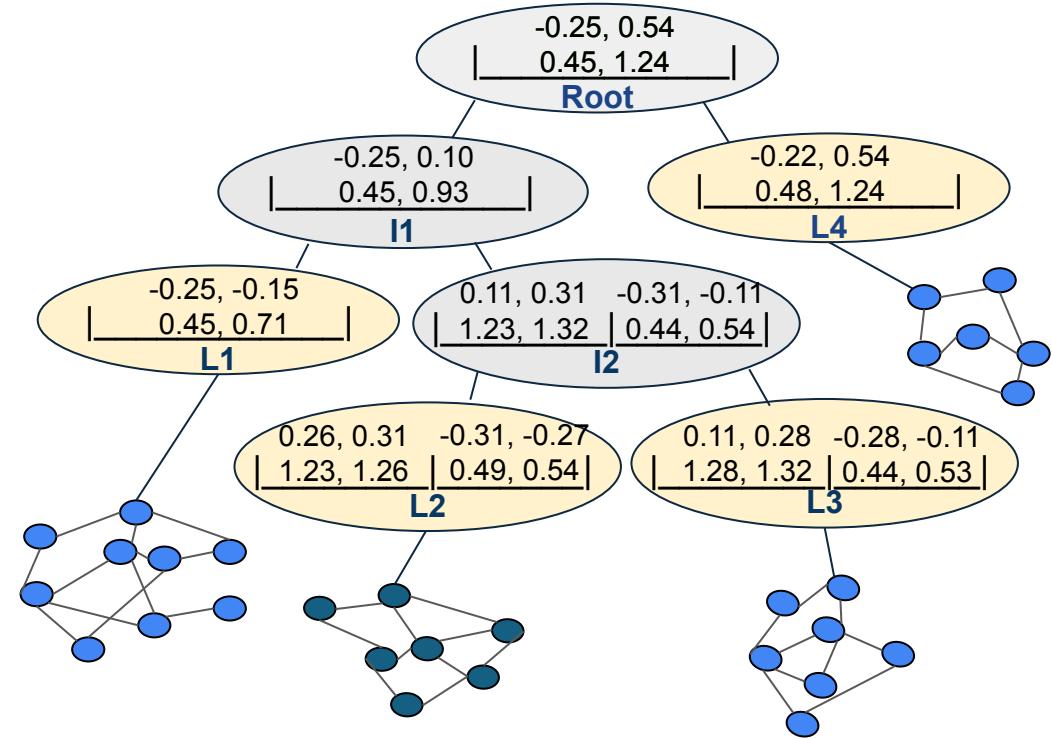 -0.25, 0.54
0.45, 1.24
Root
-0.25, 0.10
0.45, 0.93
I1
-0.22, 0.54
0.48, 1.24
L4
-0.25, -0.15
0.45, 0.71
L1
0.11, 0.31 -0.31, -0.11
1.23, 1.32 0.44, 0.54
I2
0.26, 0.31 -0.31, -0.27
1.23, 1.26 0.49, 0.54
L2
0.11, 0.28 -0.28, -0.11
1.28, 1.32 0.44, 0.53
L3